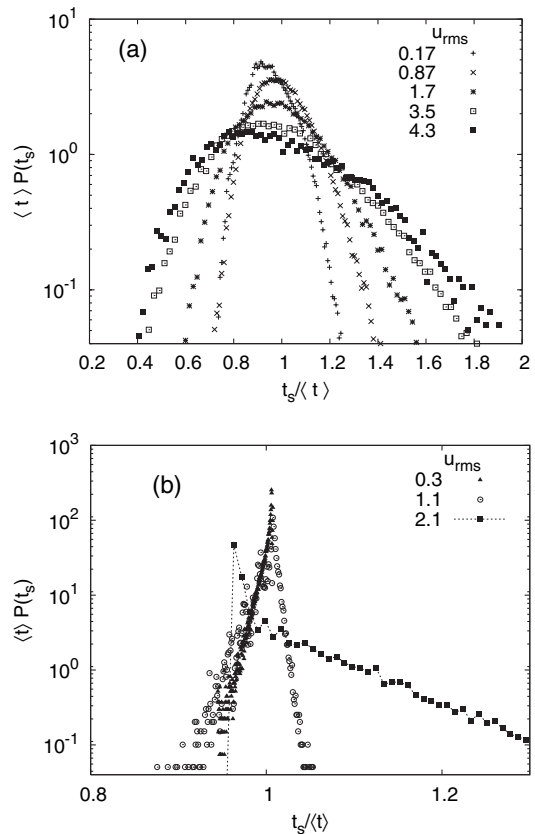 (a)
u_rms
0.17
0.87
1.7
3.5
4.3
⟨ t ⟩ P(t_s)
10^1
10^0
10^-1
0.2 0.4 0.6 0.8 1 1.2 1.4 1.6 1.8 2
t_s/⟨ t ⟩
(b)
u_rms
0.3
1.1
2.1
⟨t⟩ P(t_s)
10^3
10^2
10^1
10^0
10^-1
0.8 1 1.2
t_s/⟨t⟩